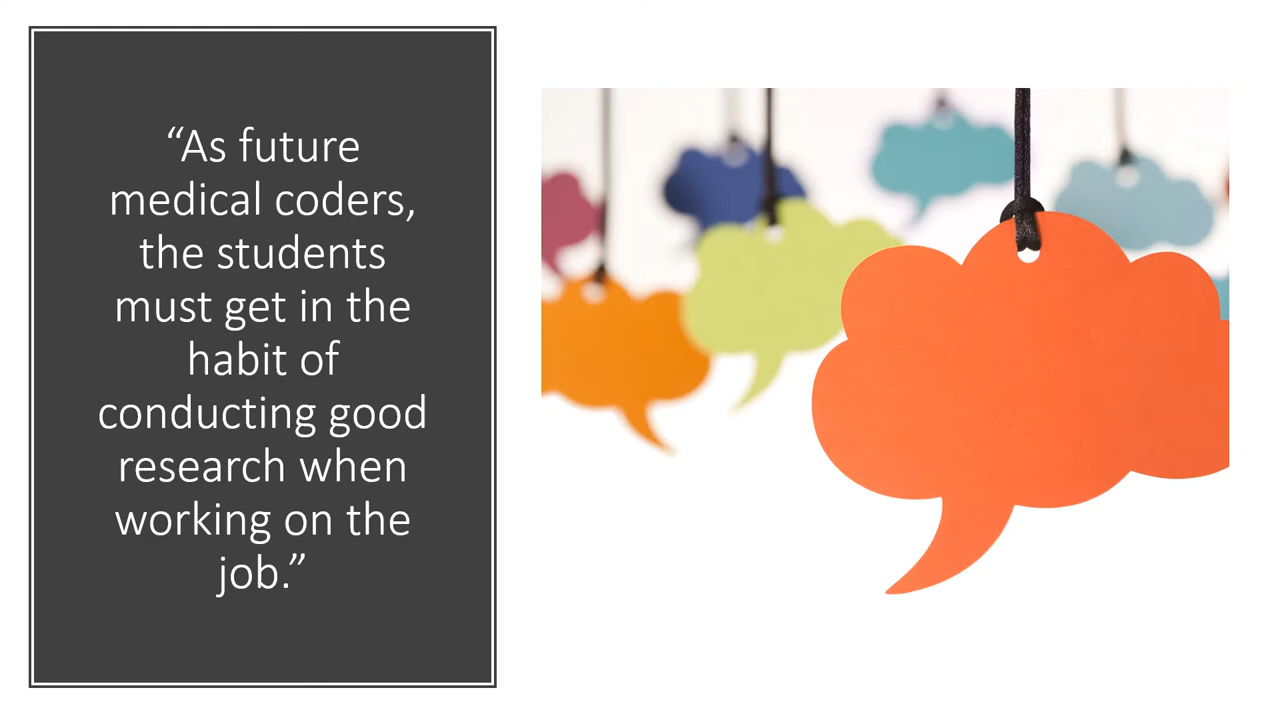 “As future
medical coders,
the students
must get in the
habit of
conducting good
research when
working on the
job.”